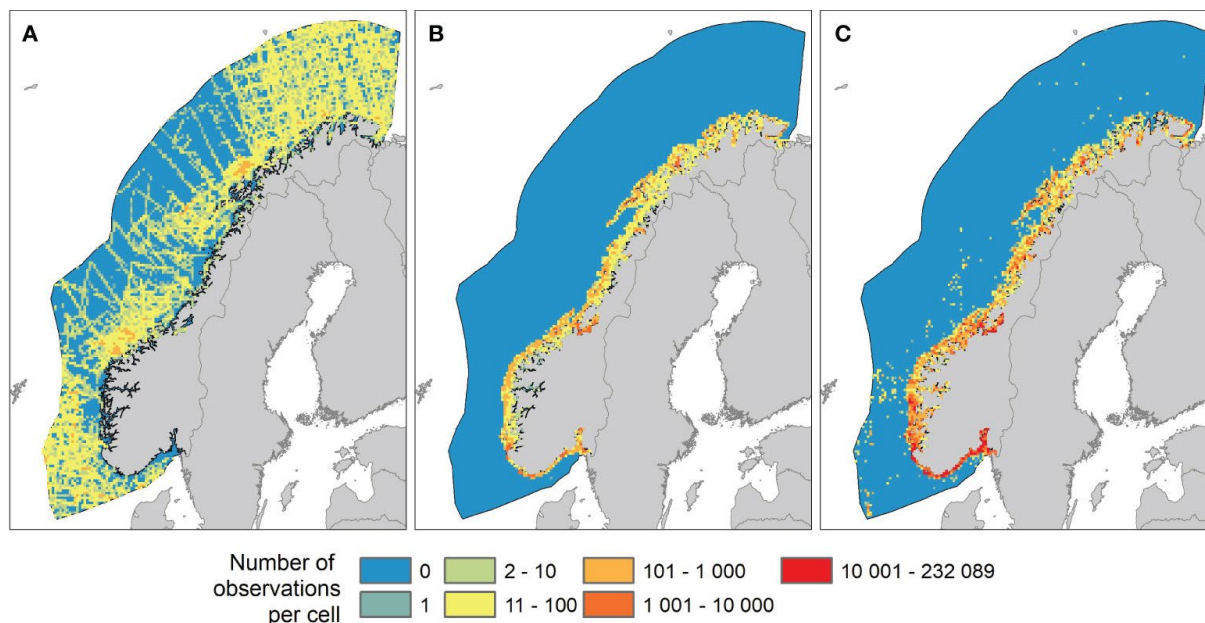 A
B
C
Number of
observations
per cell
0
2 - 10
101 - 1 000
10 001 - 232 089
1
11 - 100
1 001 - 10 000